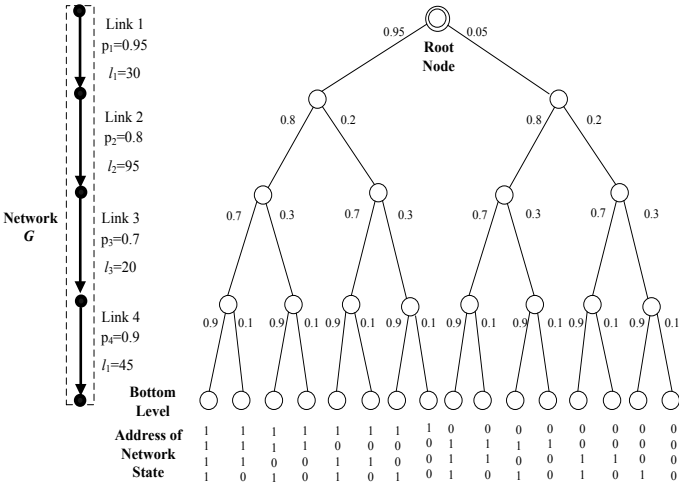 Link 1
p1=0.95
l1=30
Link 2
p2=0.8
l2=95
Network
G
Link 3
p3=0.7
l3=20
Link 4
p4=0.9
l1=45
Root
Node
0.95 0.05
0.8 0.2 0.8 0.2
0.7 0.3 0.7 0.3 0.7 0.3 0.7 0.3
0.9 0.1 0.9 0.1 0.9 0.1 0.9 0.1 0.9 0.1 0.9 0.1 0.9 0.1 0.9 0.1
Bottom
Level
Address of
Network
State
1 1 1 1 1 1 1 1 0 0 0 0 0 0 0 0
1 1 1 1 0 0 0 0 1 1 1 1 0 0 0 0
1 1 0 0 1 1 0 0 1 1 0 0 1 1 0 0
1 0 1 0 1 0 1 0 1 0 1 0 1 0 1 0